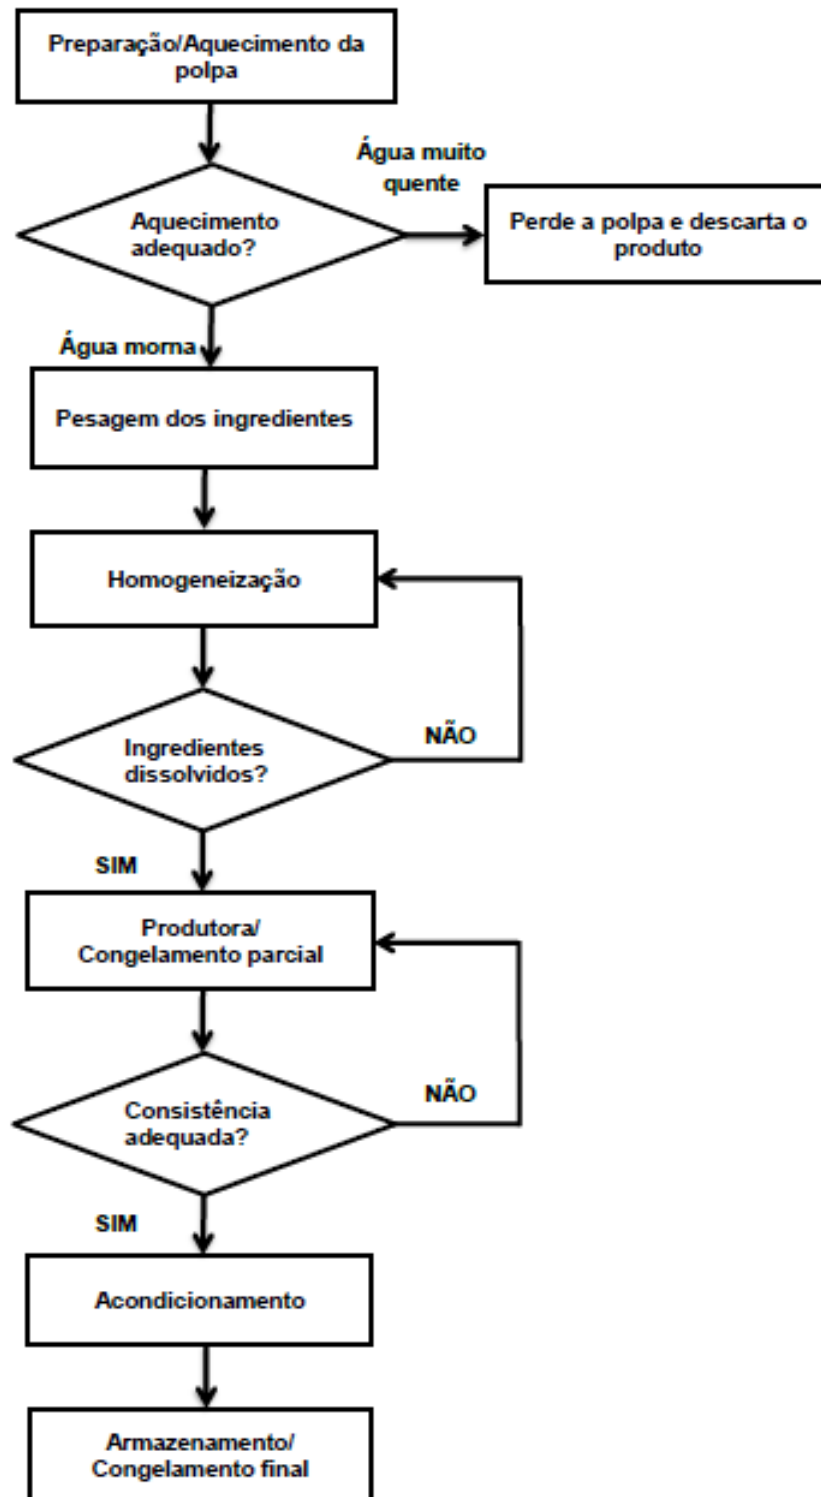 Preparação/Aquecimento da
polpa
Água muito
quente
Aquecimento
adequado?
Perde a polpa e descarta o
produto
Água morna
Pesagem dos ingredientes
Homogeneização
Ingredientes
dissolvidos?
NÃO
SIM
Produtora/
Congelamento parcial
Consistência
adequada?
NÃO
SIM
Acondicionamento
Armazenamento/
Congelamento final